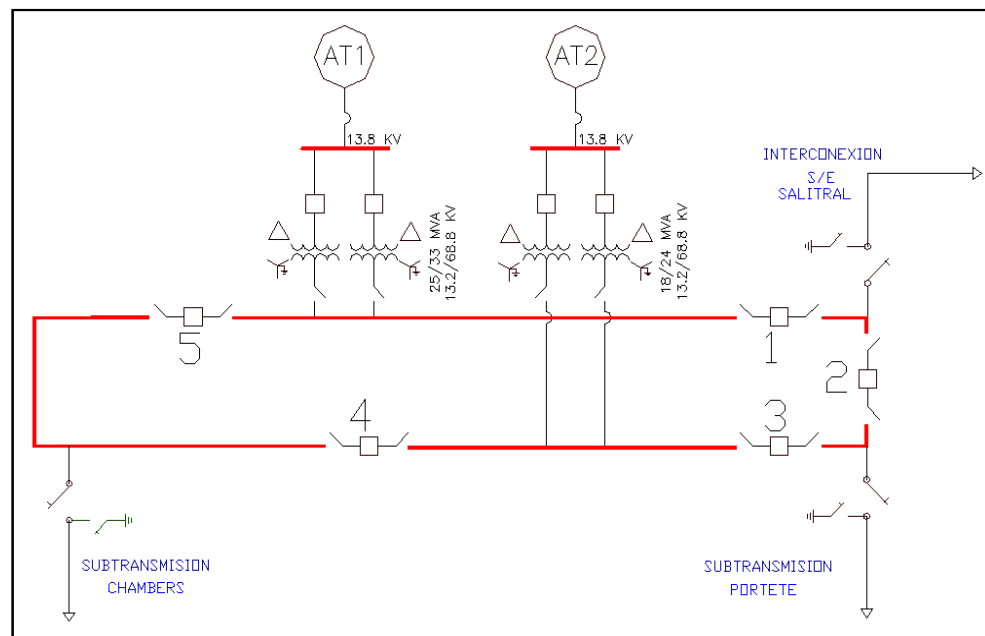 AT1
AT2
13.8 KV
13.8 KV
INTERCONEXION
S/E
SALITRAL
25/33 MVA
13.2/68.8 KV
18/24 MVA
13.2/68.8 KV
5
1
2
4
3
SUBTRANSMISION
CHAMBERS
SUBTRANSMISION
PORTETE